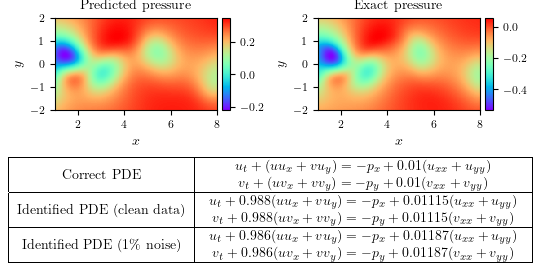 Predicted pressure
Exact pressure
2
1
0
−1
−2
y
2
4
6
8
x
0.2
0.0
−0.2
2
1
0
−1
−2
y
2
4
6
8
x
0.0
−0.2
−0.4
Correct PDE
u_t + (uu_x + vu_y) = −p_x + 0.01(u_xx + u_yy)
v_t + (uv_x + vv_y) = −p_y + 0.01(v_xx + v_yy)
Identified PDE (clean data)
u_t + 0.988(uu_x + vu_y) = −p_x + 0.01115(u_xx + u_yy)
v_t + 0.988(uv_x + vv_y) = −p_y + 0.01115(v_xx + v_yy)
Identified PDE (1% noise)
u_t + 0.986(uu_x + vu_y) = −p_x + 0.01187(u_xx + u_yy)
v_t + 0.986(uv_x + vv_y) = −p_y + 0.01187(v_xx + v_yy)